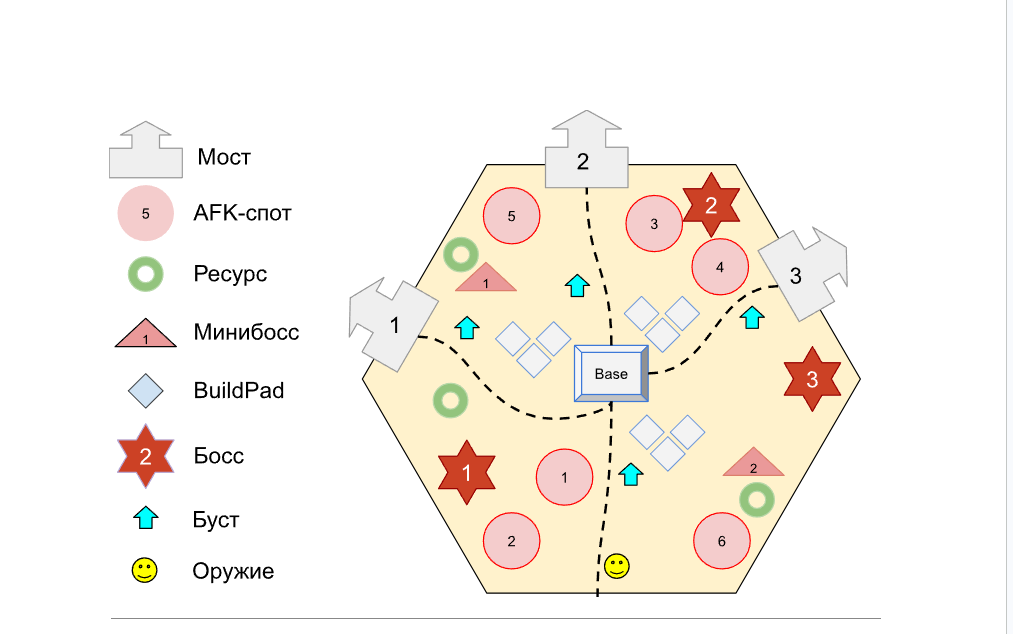 Мост
5
AFK-спот
Ресурс
1
Минибосс
BuildPad
2
Босс
Буст
Оружие
2
5
3
2
4
3
1
1
Base
3
1
1
2
2
6